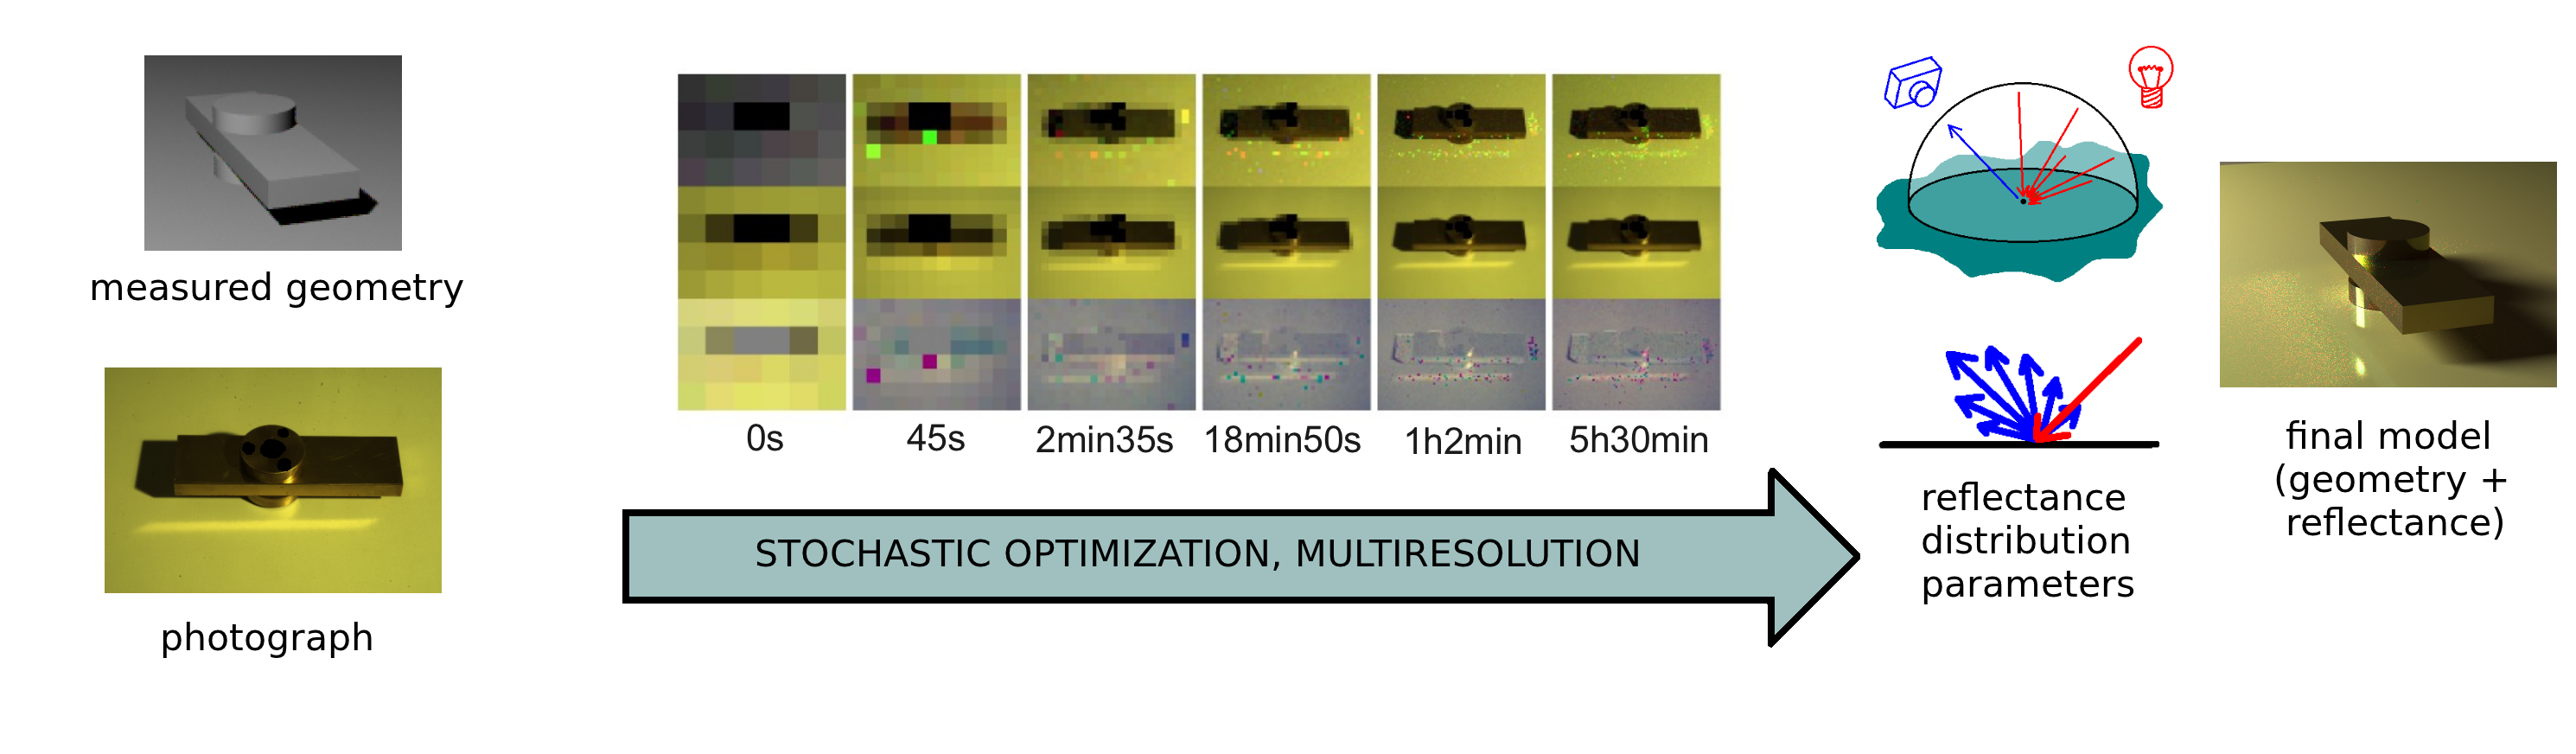 measured geometry
photograph
0s
45s
2min35s
18min50s
1h2min
5h30min
STOCHASTIC OPTIMIZATION, MULTIRESOLUTION
reflectance
distribution
parameters
final model
(geometry +
reflectance)